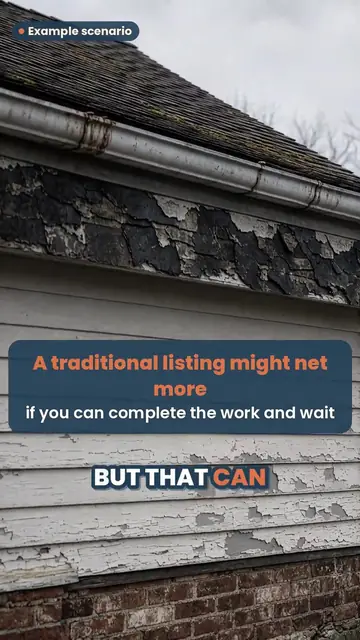 Example scenario
A traditional listing might net
more
if you can complete the work and wait
BUT THAT CAN